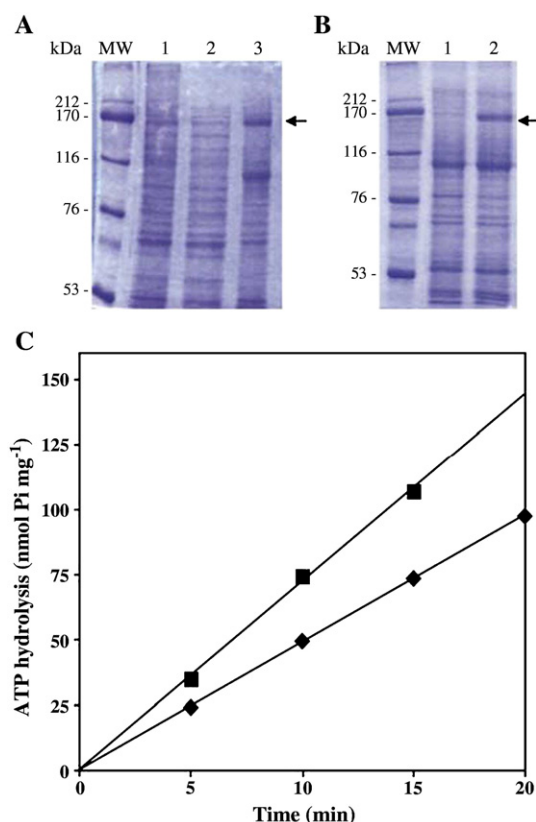 A B
kDa MW 1 2 3 MW 1 2
212 - 212 -
170 - 170 -
116 - 116 -
76 - 76 -
53 - 53 -
C
150
125
100
75
50
25
0
0 5 10 15 20
ATP hydrolysis (nmol Pi mg⁻¹)
Time (min)